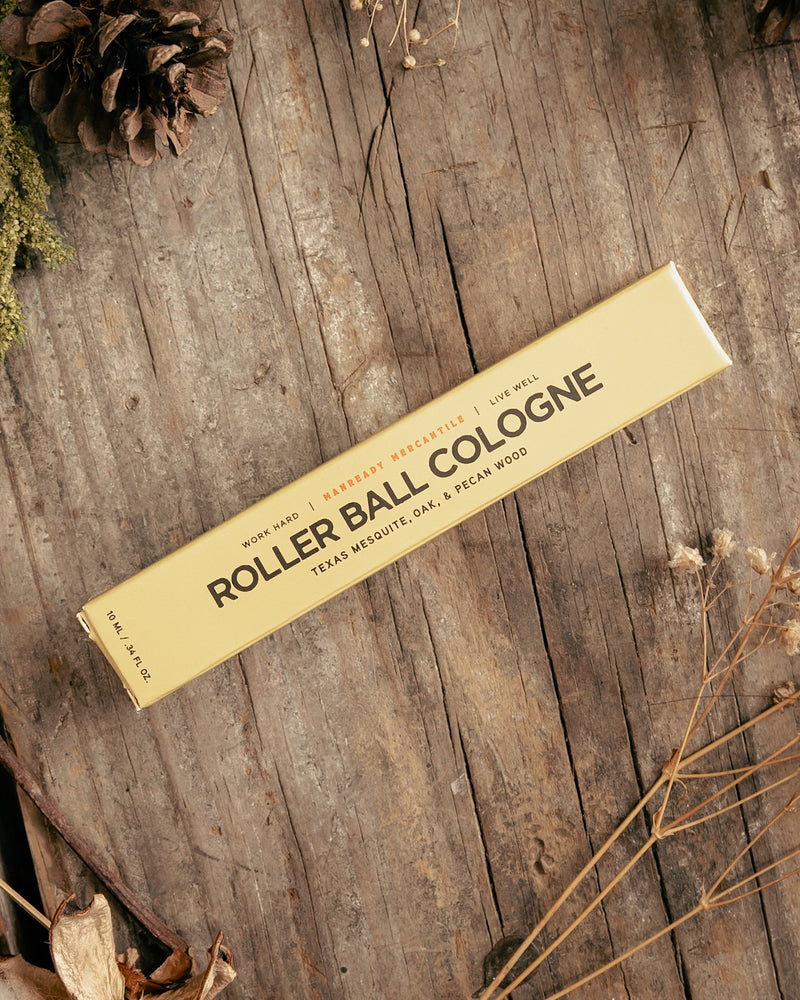 WORK HARD | MANREADY MERCANTILE | LIVE WELL
ROLLER BALL COLOGNE
TEXAS MESQUITE, OAK, & PECAN WOOD
10 ML / .34 FL OZ.